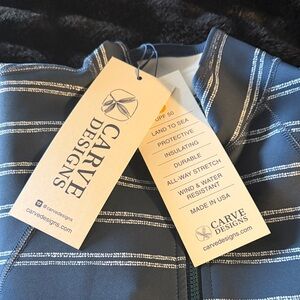 CARVE
DESIGNS
@carvedesigns
carvedesigns.com
UPF 50
LAND TO SEA
PROTECTIVE
INSULATING
DURABLE
ALL-WAY STRETCH
WIND & WATER
RESISTANT
MADE IN USA
CARVE
DESIGNS
carvedesigns.com